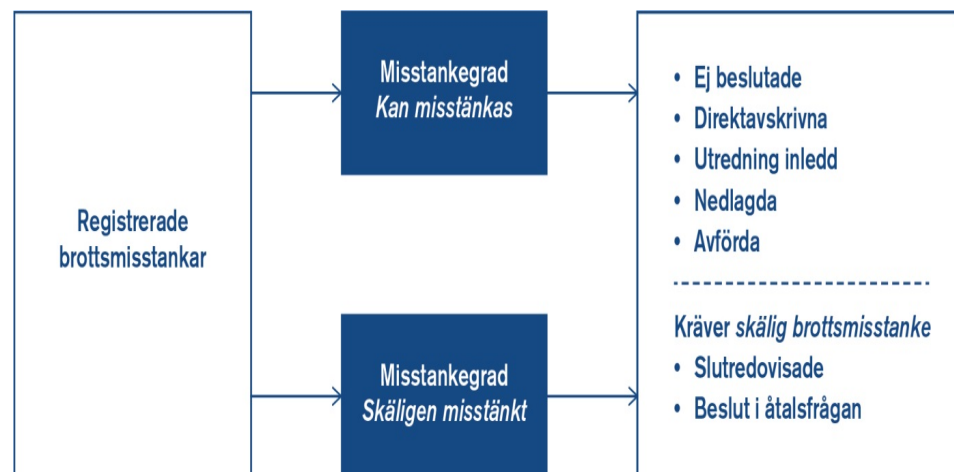 Registrerade
brottsmisstankar
Misstankegrad
Kan misstänkas
Misstankegrad
Skäligen misstänkt
• Ej beslutade
• Direktavskrivna
• Utredning inledd
• Nedlagda
• Avförda
Kräver skälig brottsmisstanke
• Slutredovisade
• Beslut i åtalsfrågan